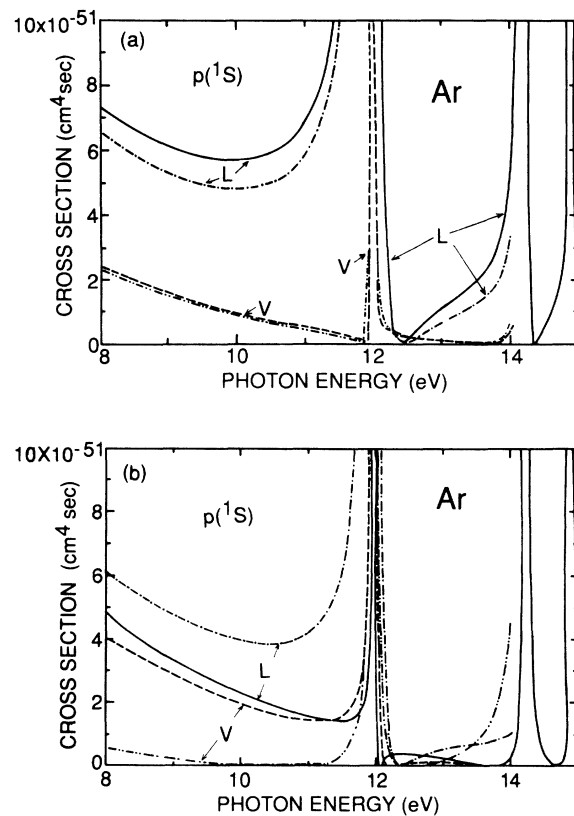 10x10⁻⁵¹
(a)
p(¹S)
Ar
8
6
4
2
0
L
L
V
V
CROSS SECTION (cm⁴sec)
8 10 12 14
PHOTON ENERGY (eV)
10X10⁻⁵¹
(b)
p(¹S)
Ar
8
6
4
2
0
L
V
CROSS SECTION (cm⁴ sec)
8 10 12 14
PHOTON ENERGY (eV)